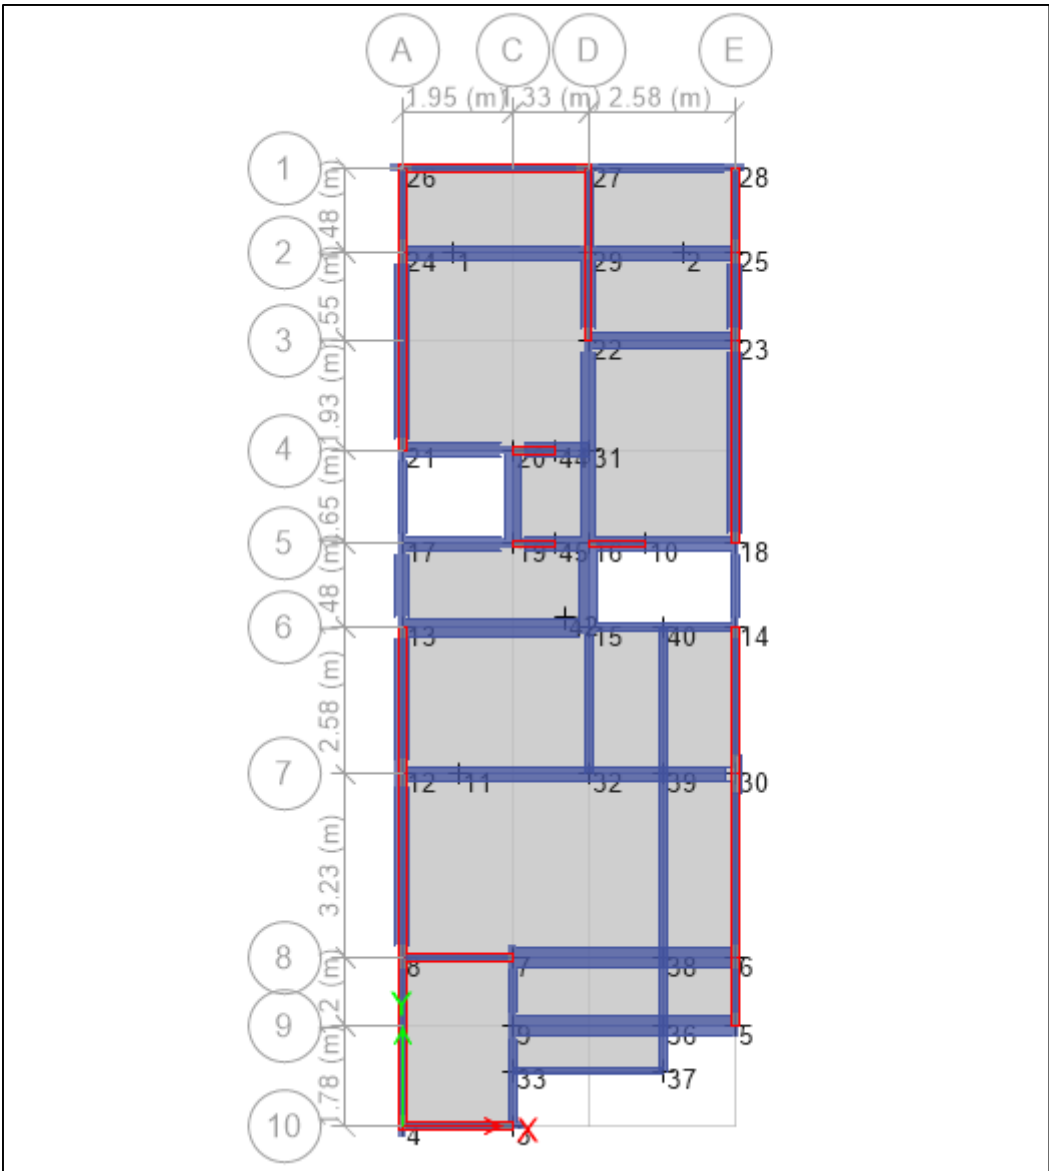 A C D E
1.95 (m) 1.33 (m) 2.58 (m)
1 26 27 28
1.48 (m)
2 24 1 29 2 25
1.55 (m)
3 22 23
1.93 (m)
4 21 20 44 31
1.65 (m)
5 17 19 45 16 10 18
1.48 (m)
42
6 13 15 40 14
2.58 (m)
7 12 11 32 39 30
3.23 (m)
8 8 7 38 6
Y
9 9 36 5
33 37
1.78 (m)
10 4 X